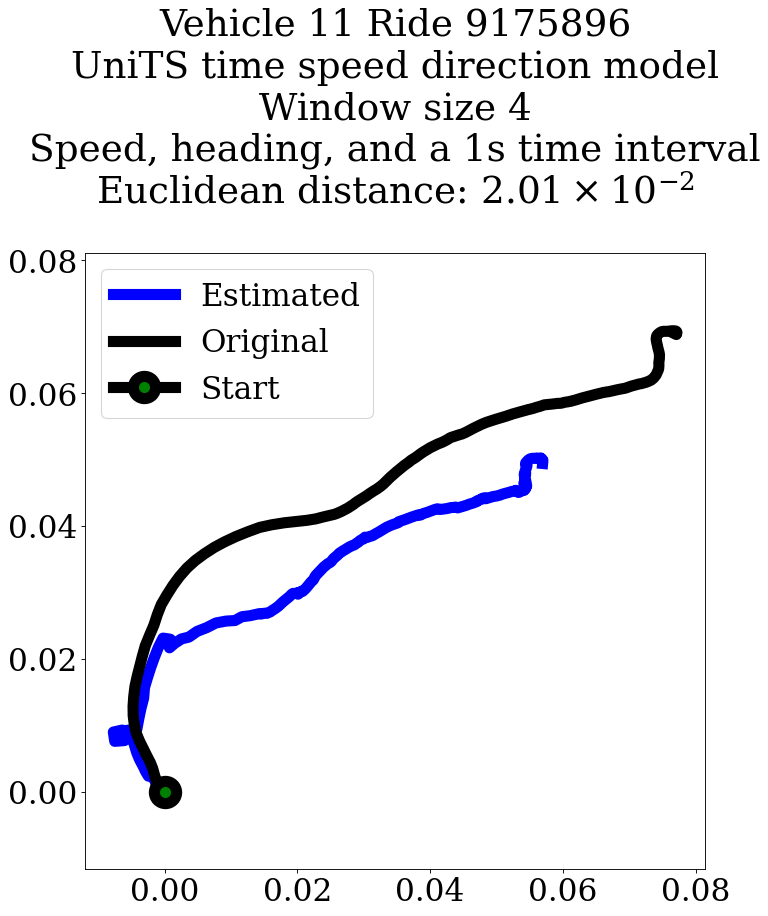 Vehicle 11 Ride 9175896
UniTS time speed direction model
Window size 4
Speed, heading, and a 1s time interval
Euclidean distance: 2.01 × 10⁻²
0.08
0.06
0.04
0.02
0.00
Estimated
Original
Start
0.00 0.02 0.04 0.06 0.08